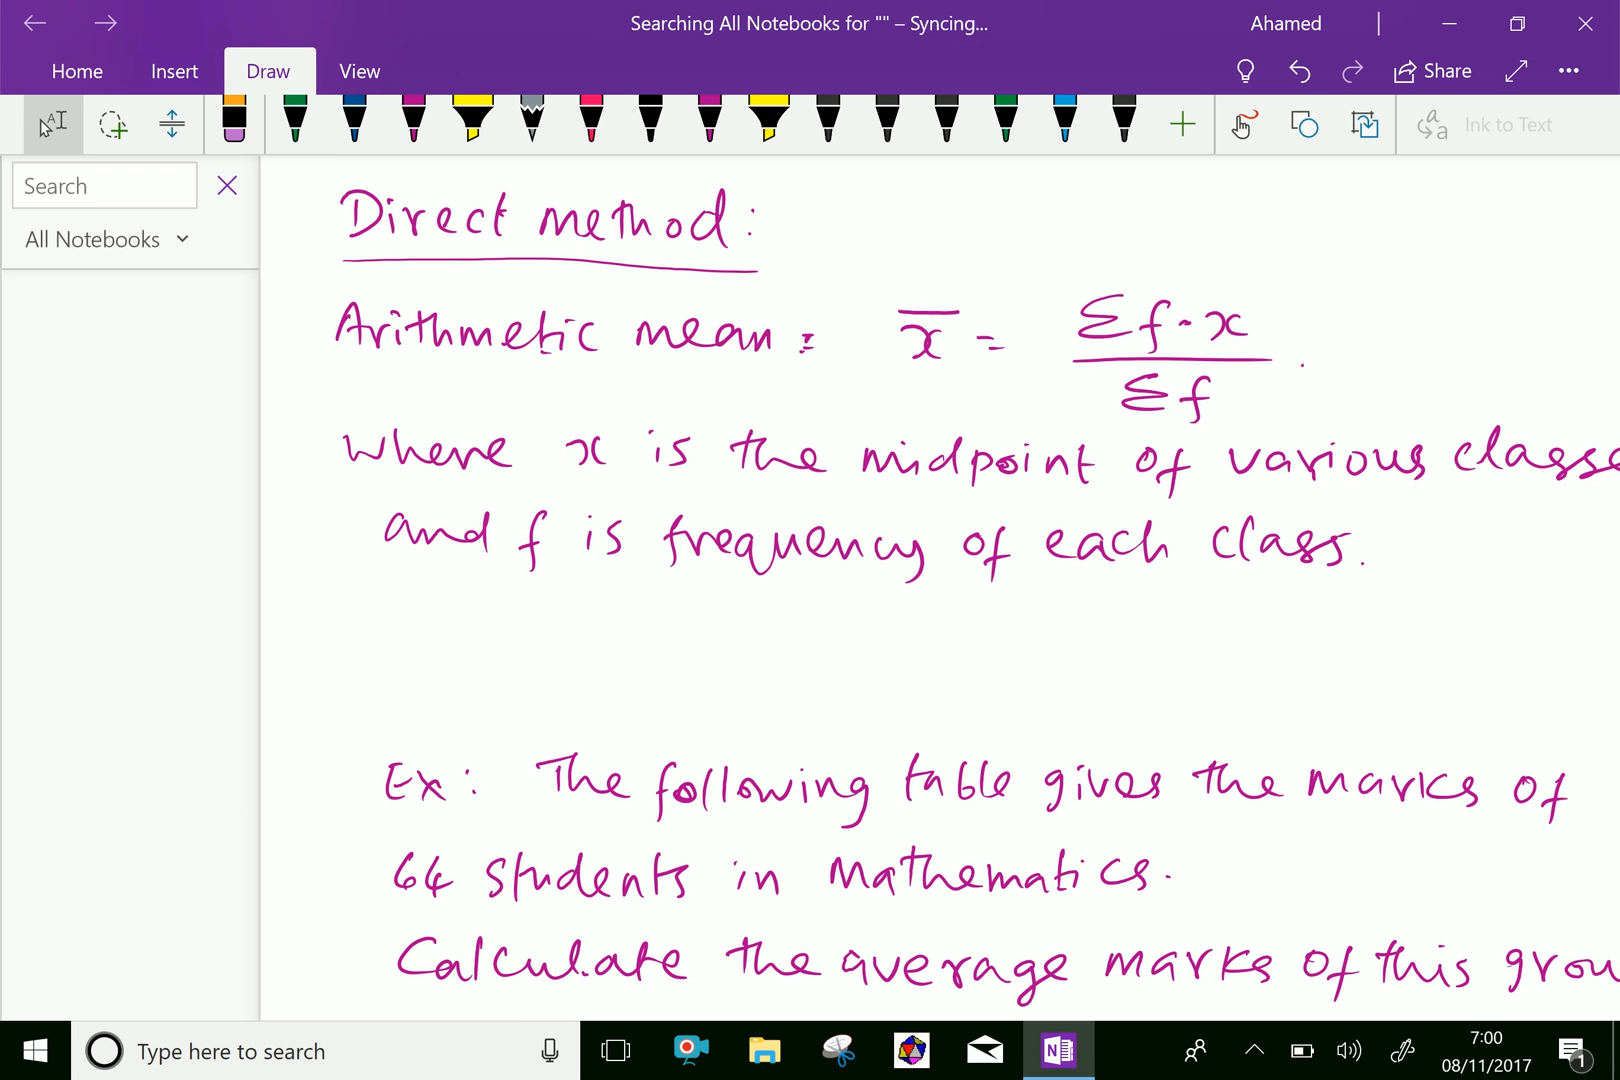 Searching All Notebooks for "" – Syncing...
Ahamed
Home Insert Draw View
Share
Ink to Text
Search
All Notebooks
Direct method:
Arithmetic mean : x̅ = Σf·x / Σf .
where x is the midpoint of various classe
and f is frequency of each class.
Ex: The following table gives the marks of
64 students in Mathematics.
Calculate the average marks of this grou
Type here to search
7:00
08/11/2017
1